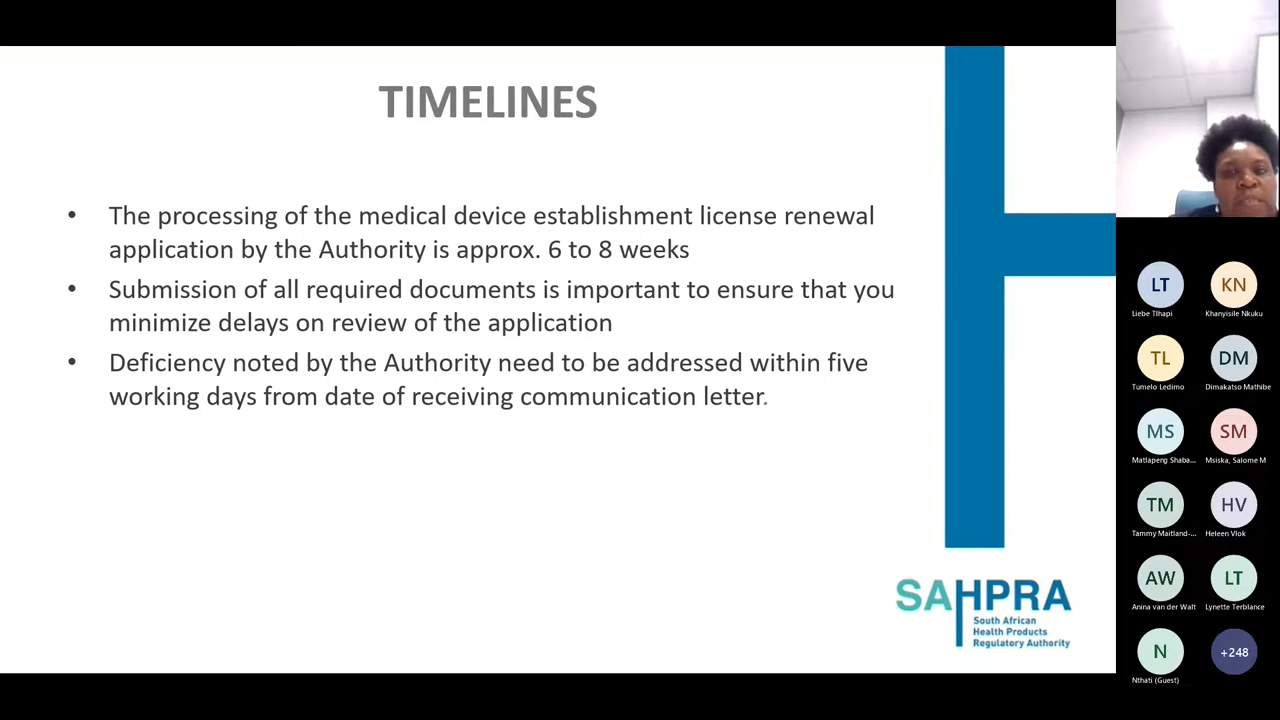 TIMELINES
• The processing of the medical device establishment license renewal
application by the Authority is approx. 6 to 8 weeks
• Submission of all required documents is important to ensure that you
minimize delays on review of the application
• Deficiency noted by the Authority need to be addressed within five
working days from date of receiving communication letter.
SAHPRA
South African
Health Products
Regulatory Authority
LT KN
Liebe Tlhapi Khanyisile Nkuku
TL DM
Tumelo Ledimo Dimakatso Mathibe
MS SM
Matlapeng Shaba... Msiska, Salome M
TM HV
Tammy Maitland-... Heleen Vlok
AW LT
Anina van der Walt Lynette Terblance
N +248
Nthati (Guest)